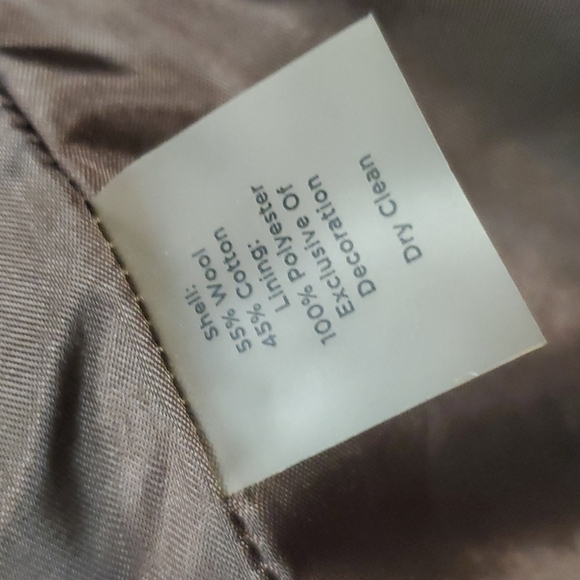 Shell:
55% Wool
45% Cotton
Lining:
100% Polyester
Exclusive Of
Decoration
Dry Clean